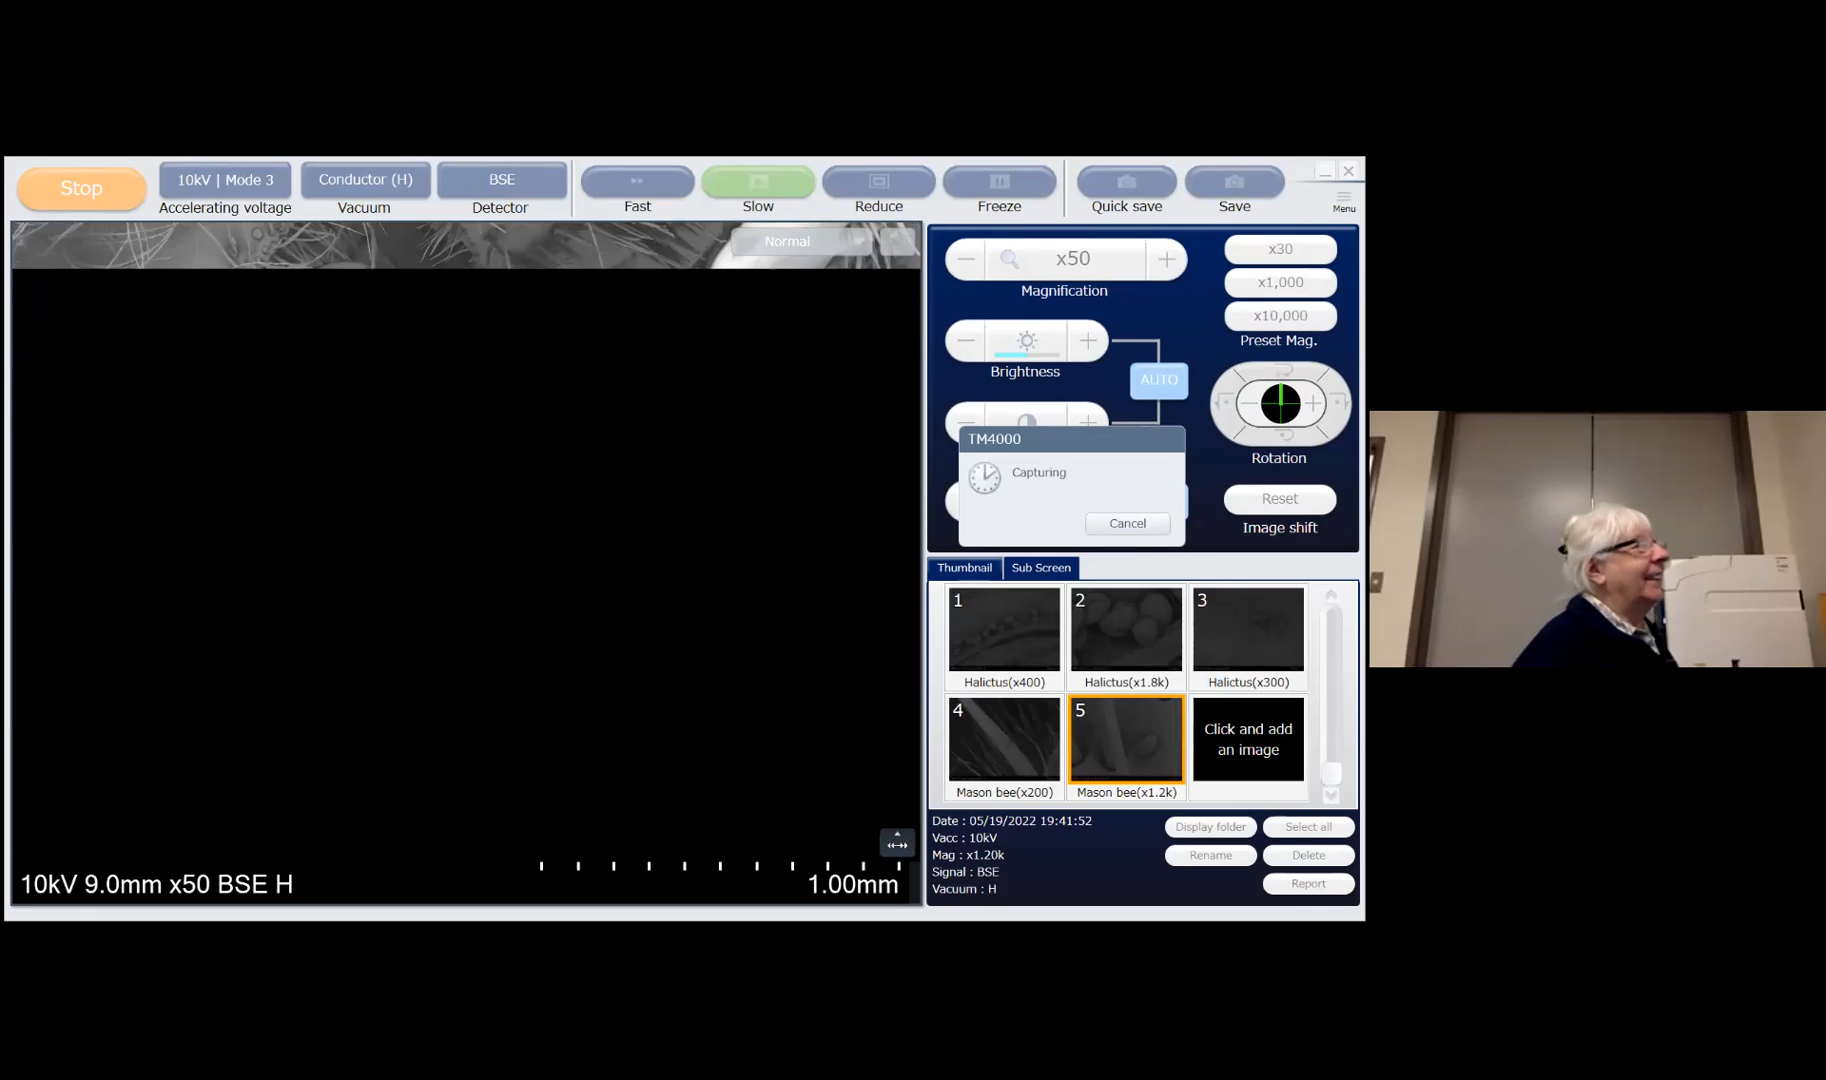 Stop
10kV | Mode 3
Accelerating voltage
Conductor (H)
Vacuum
BSE
Detector
Fast
Slow
Reduce
Freeze
Quick save
Save
Menu
Normal
x50
Magnification
x30
x1,000
x10,000
Preset Mag.
Brightness
AUTO
TM4000
Capturing
Cancel
Rotation
Reset
Image shift
Thumbnail
Sub Screen
1
Halictus(x400)
2
Halictus(x1.8k)
3
Halictus(x300)
4
Mason bee(x200)
5
Mason bee(x1.2k)
Click and add
an image
Date : 05/19/2022 19:41:52
Vacc : 10kV
Mag : x1.20k
Signal : BSE
Vacuum : H
Display folder
Select all
Rename
Delete
Report
10kV 9.0mm x50 BSE H
1.00mm